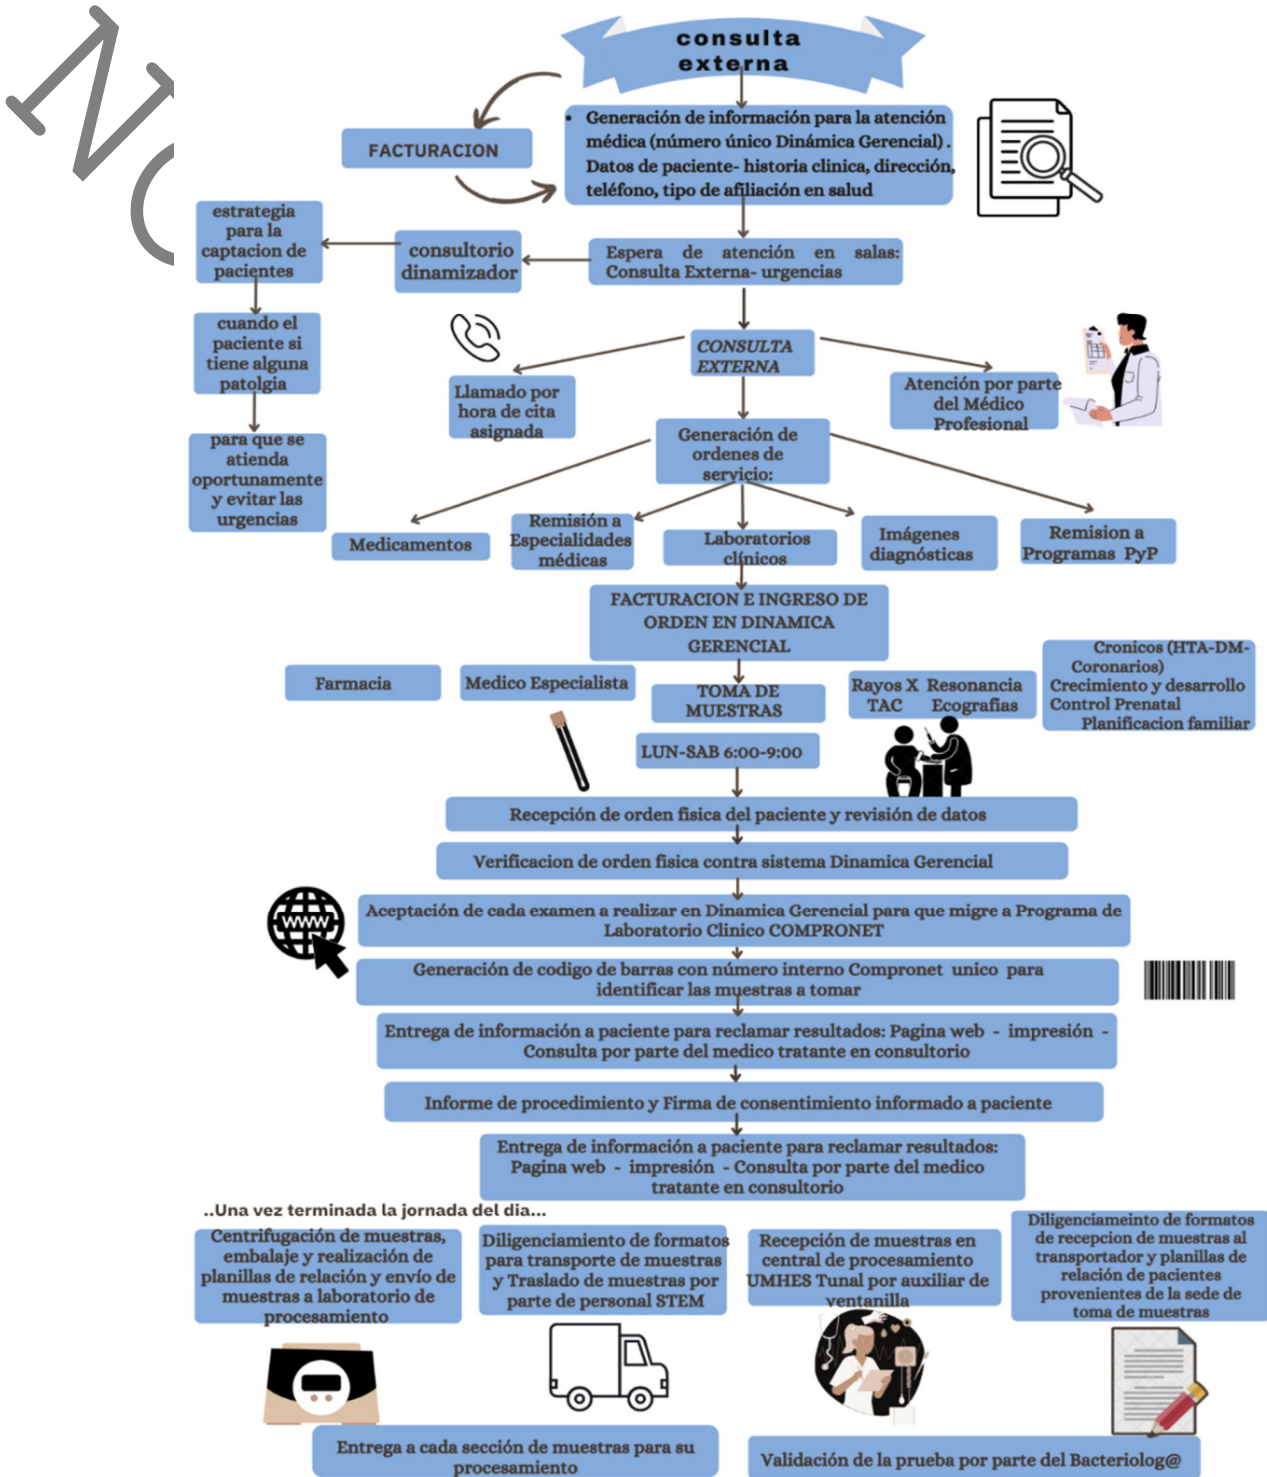 consulta
externa
• Generación de información para la atención
médica (número único Dinámica Gerencial) .
Datos de paciente- historia clinica, dirección,
teléfono, tipo de afiliación en salud
FACTURACION
estrategia
para la
captacion de
pacientes
consultorio
dinamizador
Espera de atención en salas:
Consulta Externa- urgencias
cuando el
paciente si
tiene alguna
patolgia
CONSULTA
EXTERNA
Llamado por
hora de cita
asignada
Atención por parte
del Médico
Profesional
para que se
atienda
oportunamente
y evitar las
urgencias
Generación de
ordenes de
servicio:
Medicamentos
Remisión a
Especialidades
médicas
Laboratorios
clínicos
Imágenes
diagnósticas
Remision a
Programas PyP
FACTURACION E INGRESO DE
ORDEN EN DINAMICA
GERENCIAL
Farmacia
Medico Especialista
TOMA DE
MUESTRAS
Rayos X Resonancia
TAC Ecografias
Cronicos (HTA-DM-
Coronarios)
Crecimiento y desarrollo
Control Prenatal
Planificacion familiar
LUN-SAB 6:00-9:00
Recepción de orden fisica del paciente y revisión de datos
Verificacion de orden fisica contra sistema Dinamica Gerencial
WWW
Aceptación de cada examen a realizar en Dinamica Gerencial para que migre a Programa de
Laboratorio Clinico COMPRONET
Generación de codigo de barras con número interno Compronet unico para
identificar las muestras a tomar
Entrega de información a paciente para reclamar resultados: Pagina web - impresión -
Consulta por parte del medico tratante en consultorio
Informe de procedimiento y Firma de consentimiento informado a paciente
Entrega de información a paciente para reclamar resultados:
Pagina web - impresión - Consulta por parte del medico
tratante en consultorio
..Una vez terminada la jornada del dia...
Centrifugación de muestras,
embalaje y realización de
planillas de relación y envío de
muestras a laboratorio de
procesamiento
Diligenciamiento de formatos
para transporte de muestras
y Traslado de muestras por
parte de personal STEM
Recepción de muestras en
central de procesamiento
UMHES Tunal por auxiliar de
ventanilla
Diligenciameinto de formatos
de recepcion de muestras al
transportador y planillas de
relación de pacientes
provenientes de la sede de
toma de muestras
Entrega a cada sección de muestras para su
procesamiento
Validación de la prueba por parte del Bacteriolog@